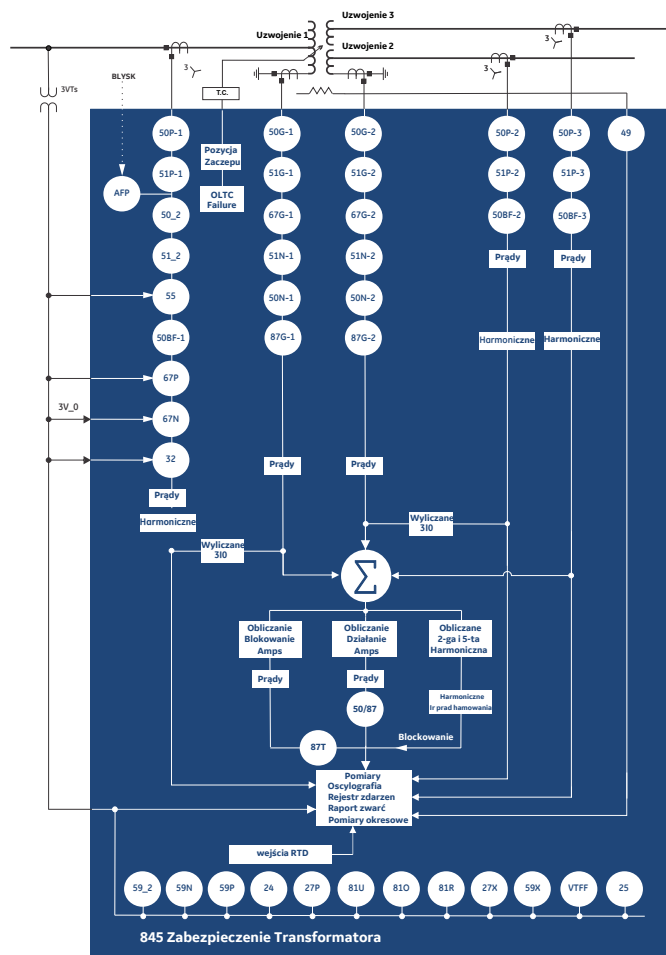 Uzwojenie 3
Uzwojenie 1
Uzwojenie 2
3
3
3
3VTs
BŁYSK
T.C.
50P-1
50G-1
50G-2
50P-2
50P-3
49
Pozycja
Zaczepu
51P-1
51G-1
51G-2
51P-2
51P-3
AFP
OLTC
Failure
50_2
67G-1
67G-2
50BF-2
50BF-3
51_2
51N-1
51N-2
Prądy
Prądy
55
50N-1
50N-2
50BF-1
87G-1
87G-2
Harmoniczne
Harmoniczne
67P
3V_0
67N
32
Prądy
Prądy
Prądy
Harmoniczne
Wyliczane
3I0
Wyliczane
3I0
∑
Obliczanie
Blokowanie
Amps
Obliczanie
Działanie
Amps
Obliczane
2-ga i 5-ta
Harmoniczna
Prądy
Prądy
Harmoniczne
Ir prad hamowania
50/87
87T
Blockowanie
Pomiary
Oscylografia
Rejestr zdarzen
Raport zwarć
Pomiary okresowe
wejścia RTD
59_2
59N
59P
24
27P
81U
81O
81R
27X
59X
VTFF
25
845 Zabezpieczenie Transformatora